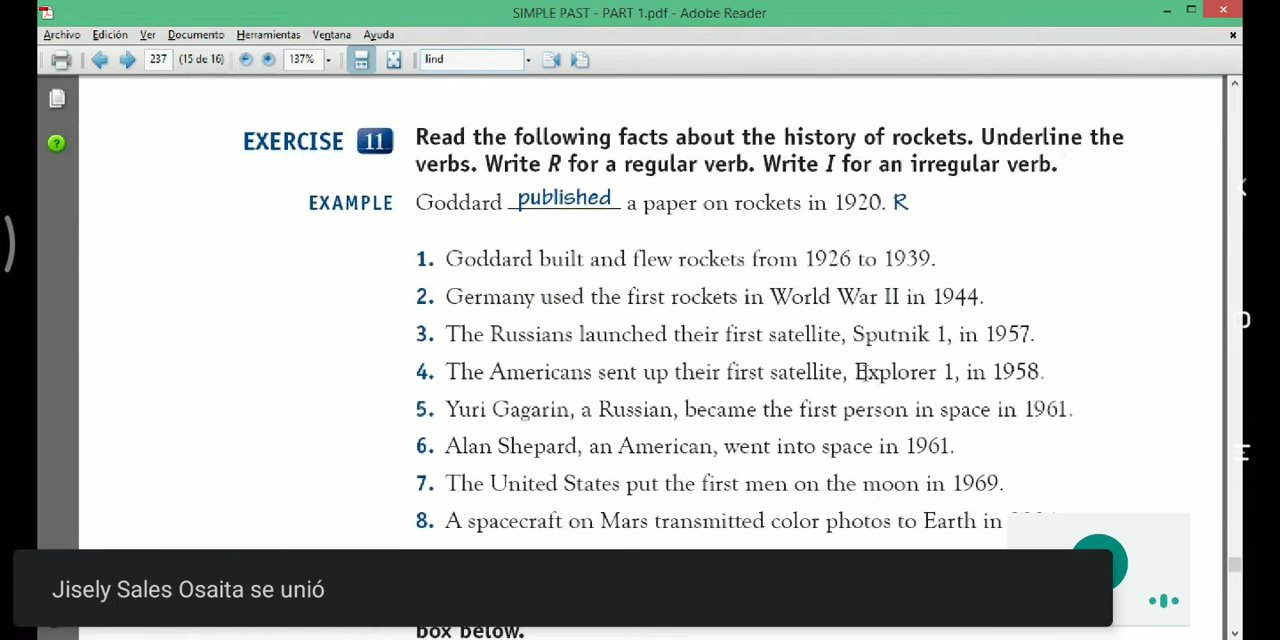 SIMPLE PAST - PART 1.pdf - Adobe Reader
Archivo Edición Ver Documento Herramientas Ventana Ayuda
237 (15 de 16) 137% lind
EXERCISE 11 Read the following facts about the history of rockets. Underline the
verbs. Write R for a regular verb. Write I for an irregular verb.
EXAMPLE Goddard published a paper on rockets in 1920. R
1. Goddard built and flew rockets from 1926 to 1939.
2. Germany used the first rockets in World War II in 1944.
3. The Russians launched their first satellite, Sputnik 1, in 1957.
4. The Americans sent up their first satellite, Explorer 1, in 1958.
5. Yuri Gagarin, a Russian, became the first person in space in 1961.
6. Alan Shepard, an American, went into space in 1961.
7. The United States put the first men on the moon in 1969.
8. A spacecraft on Mars transmitted color photos to Earth in
Jisely Sales Osaita se unió
box below.